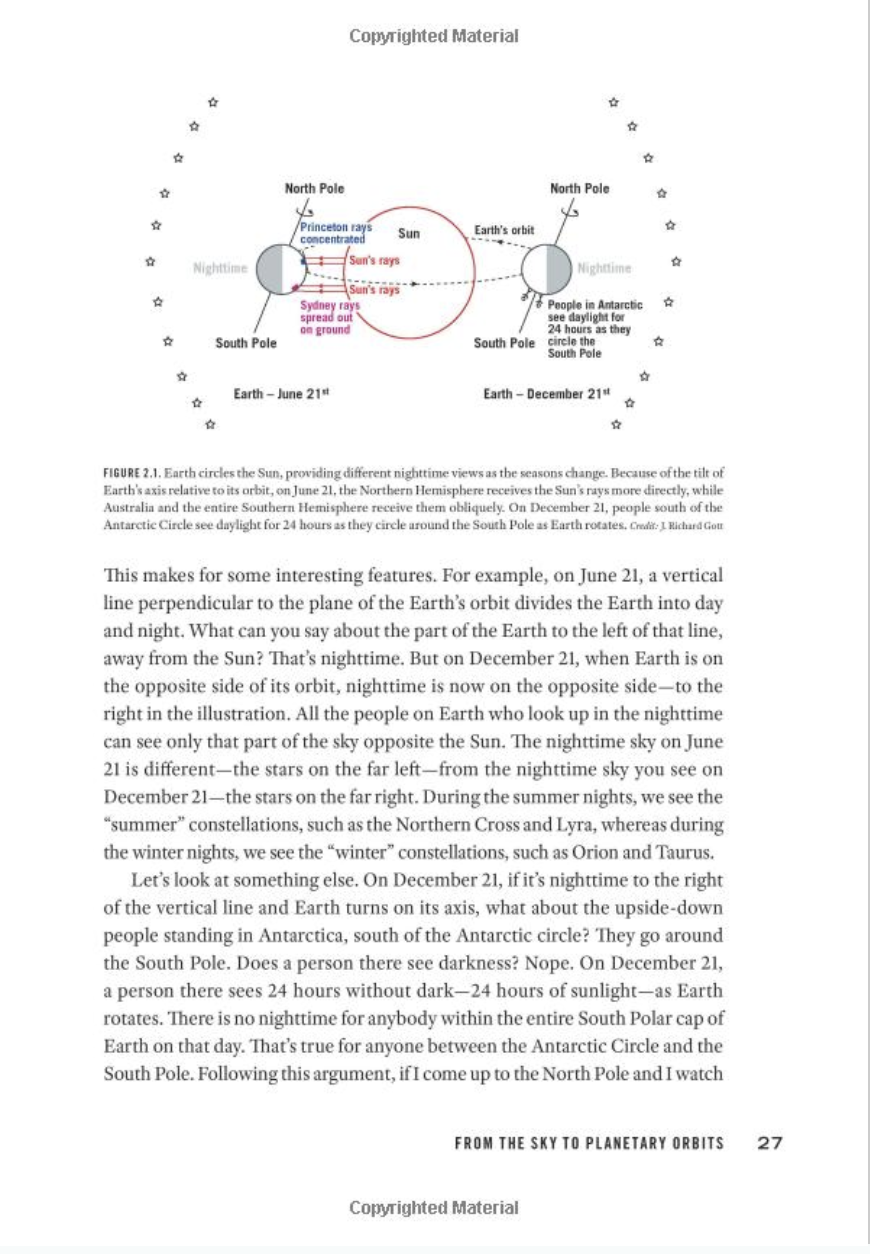 Copyrighted Material
North Pole
North Pole
Princeton rays
concentrated
Sun
Earth's orbit
Nighttime
Sun's rays
Nighttime
Sun's rays
Sydney rays
spread out
on ground
People in Antarctic
see daylight for
24 hours as they
circle the
South Pole
South Pole
South Pole
Earth – June 21st
Earth – December 21st
FIGURE 2.1. Earth circles the Sun, providing different nighttime views as the seasons change. Because of the tilt of
Earth's axis relative to its orbit, on June 21, the Northern Hemisphere receives the Sun's rays more directly, while
Australia and the entire Southern Hemisphere receive them obliquely. On December 21, people south of the
Antarctic Circle see daylight for 24 hours as they circle around the South Pole as Earth rotates. Credit: J. Richard Gott
This makes for some interesting features. For example, on June 21, a vertical
line perpendicular to the plane of the Earth's orbit divides the Earth into day
and night. What can you say about the part of the Earth to the left of that line,
away from the Sun? That's nighttime. But on December 21, when Earth is on
the opposite side of its orbit, nighttime is now on the opposite side—to the
right in the illustration. All the people on Earth who look up in the nighttime
can see only that part of the sky opposite the Sun. The nighttime sky on June
21 is different—the stars on the far left—from the nighttime sky you see on
December 21—the stars on the far right. During the summer nights, we see the
“summer” constellations, such as the Northern Cross and Lyra, whereas during
the winter nights, we see the “winter” constellations, such as Orion and Taurus.
Let's look at something else. On December 21, if it's nighttime to the right
of the vertical line and Earth turns on its axis, what about the upside-down
people standing in Antarctica, south of the Antarctic circle? They go around
the South Pole. Does a person there see darkness? Nope. On December 21,
a person there sees 24 hours without dark—24 hours of sunlight—as Earth
rotates. There is no nighttime for anybody within the entire South Polar cap of
Earth on that day. That's true for anyone between the Antarctic Circle and the
South Pole. Following this argument, if I come up to the North Pole and I watch
FROM THE SKY TO PLANETARY ORBITS 27
Copyrighted Material